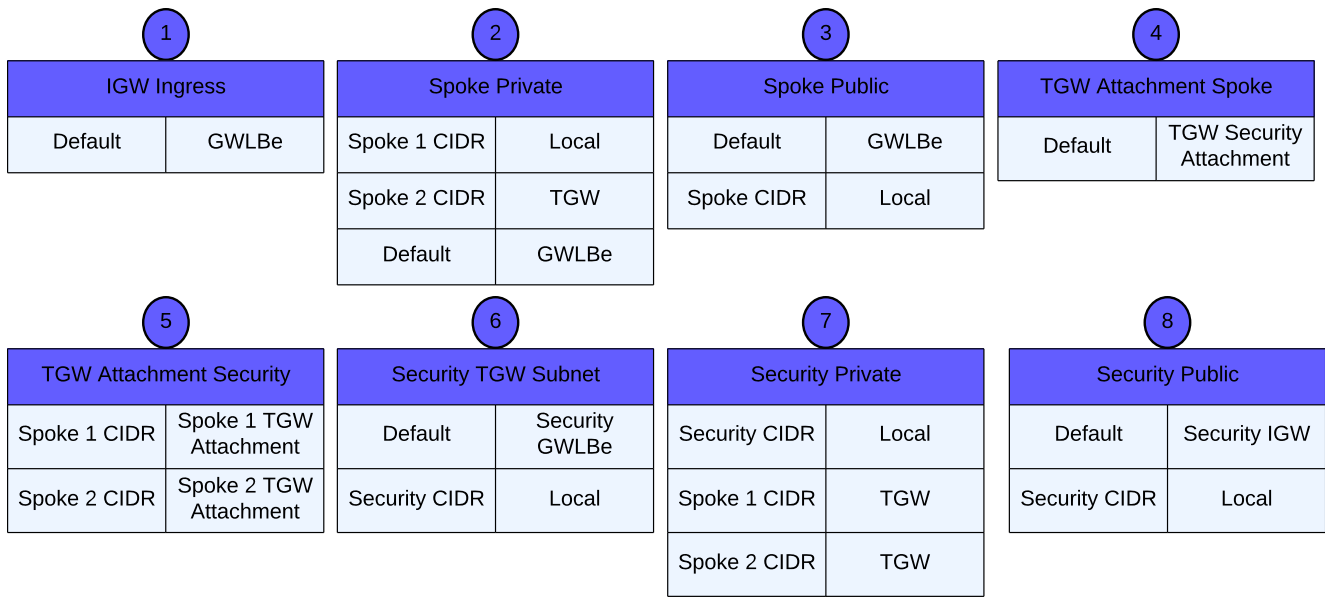 1
IGW Ingress
Default GWLBe
2
Spoke Private
Spoke 1 CIDR Local
Spoke 2 CIDR TGW
Default GWLBe
3
Spoke Public
Default GWLBe
Spoke CIDR Local
4
TGW Attachment Spoke
Default TGW Security
Attachment
5
TGW Attachment Security
Spoke 1 CIDR Spoke 1 TGW
Attachment
Spoke 2 CIDR Spoke 2 TGW
Attachment
6
Security TGW Subnet
Default Security
GWLBe
Security CIDR Local
7
Security Private
Security CIDR Local
Spoke 1 CIDR TGW
Spoke 2 CIDR TGW
8
Security Public
Default Security IGW
Security CIDR Local